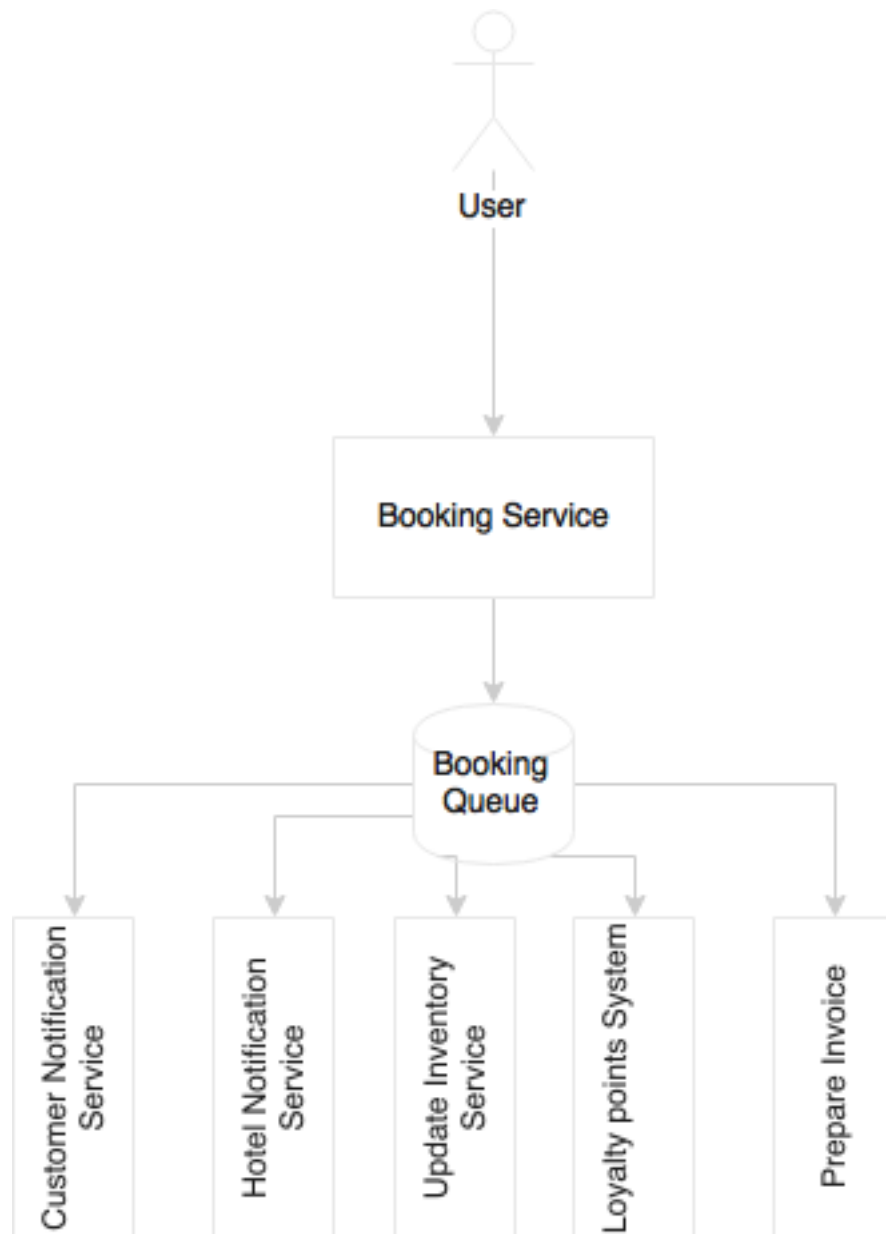 User
Booking Service
Booking
Queue
Customer Notification
Service
Hotel Notification
Service
Update Inventory
Service
Loyalty points System
Prepare Invoice